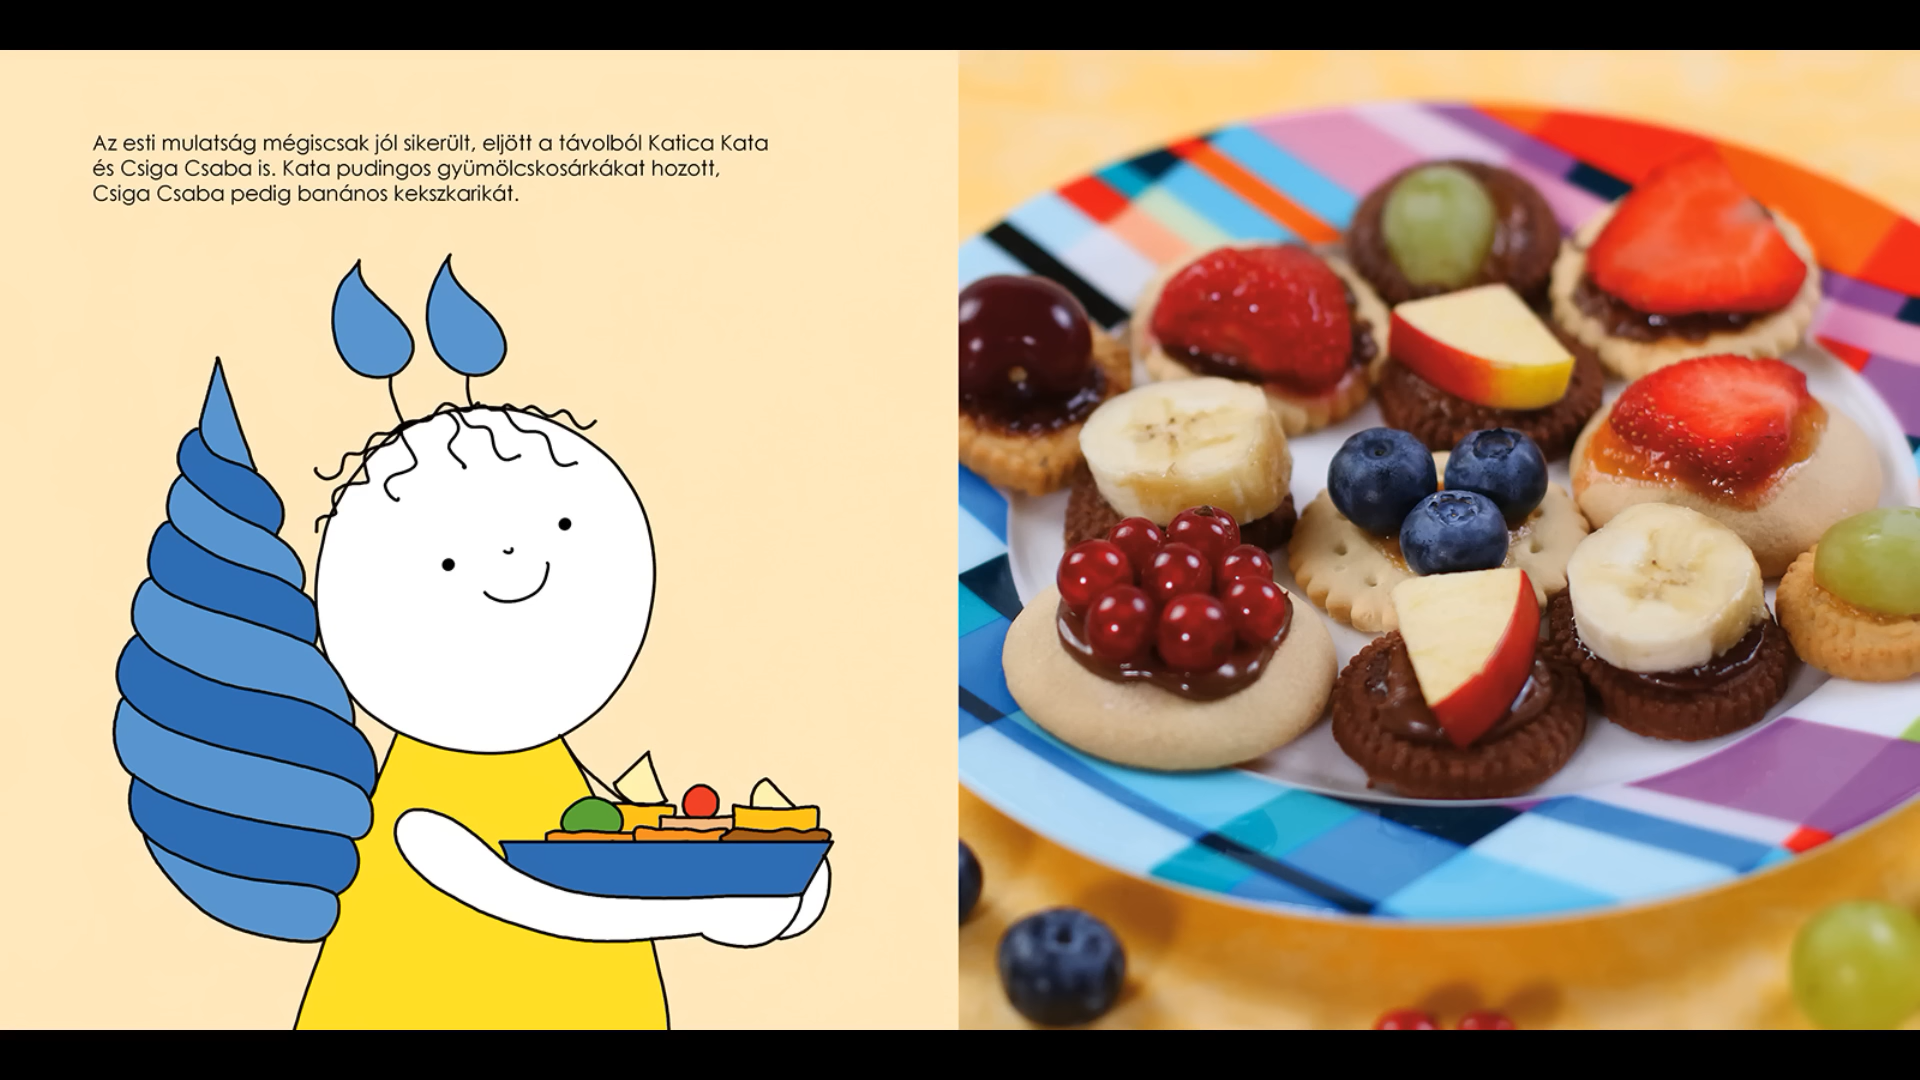 Az esti mulatság mégiscsak jól sikerült, eljött a távolból Katica Kata
és Csiga Csaba is. Kata pudingos gyümölcskosárkákat hozott,
Csiga Csaba pedig banános kekszkarikát.